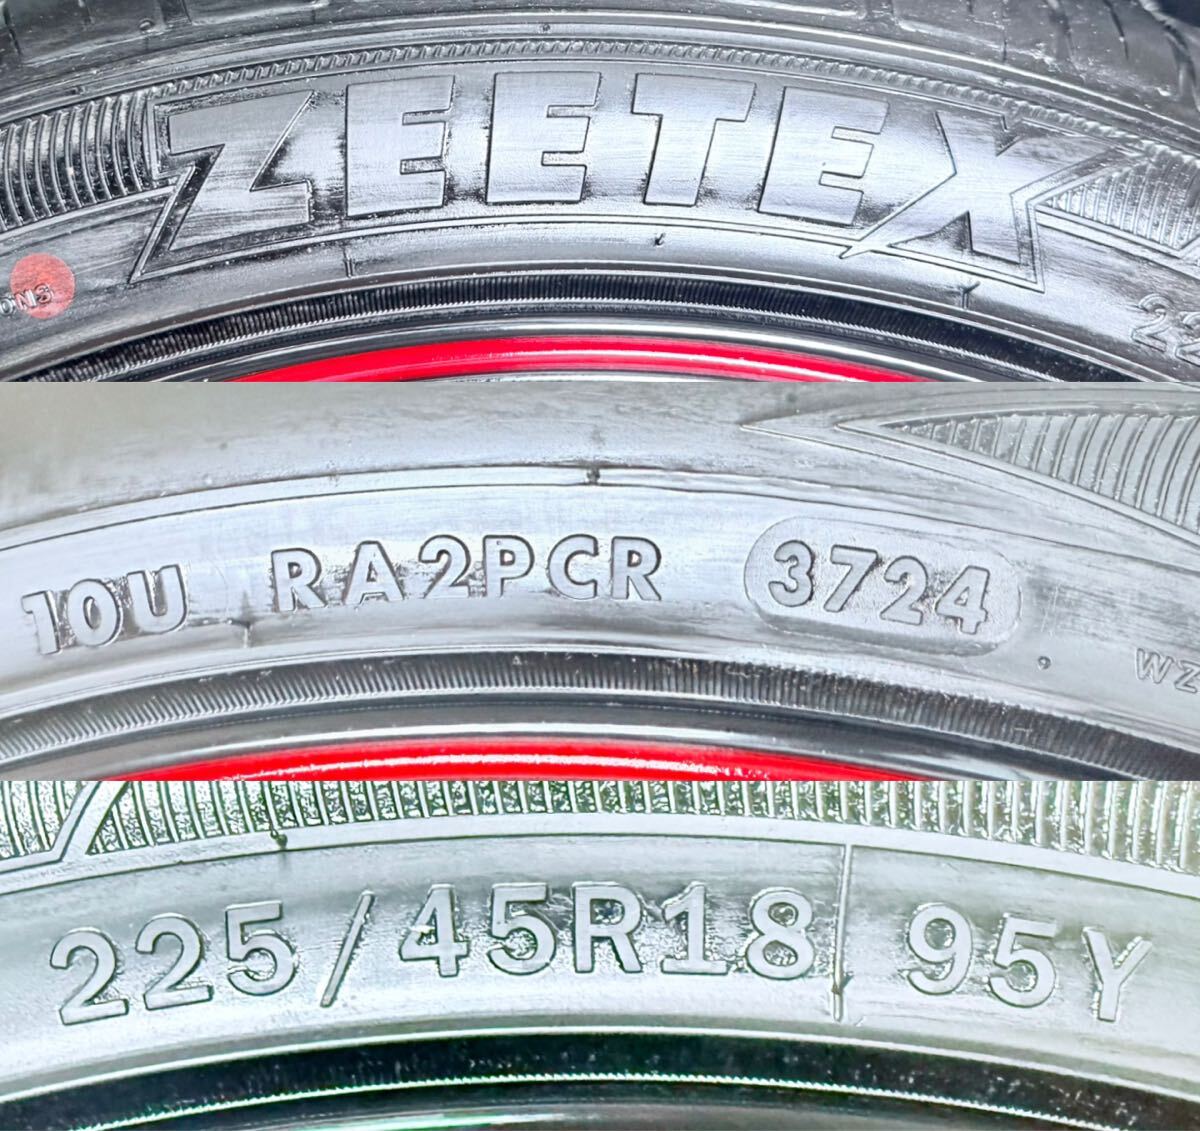 ZEETEX
10U RA2PCR 3724
225/45R18 95Y